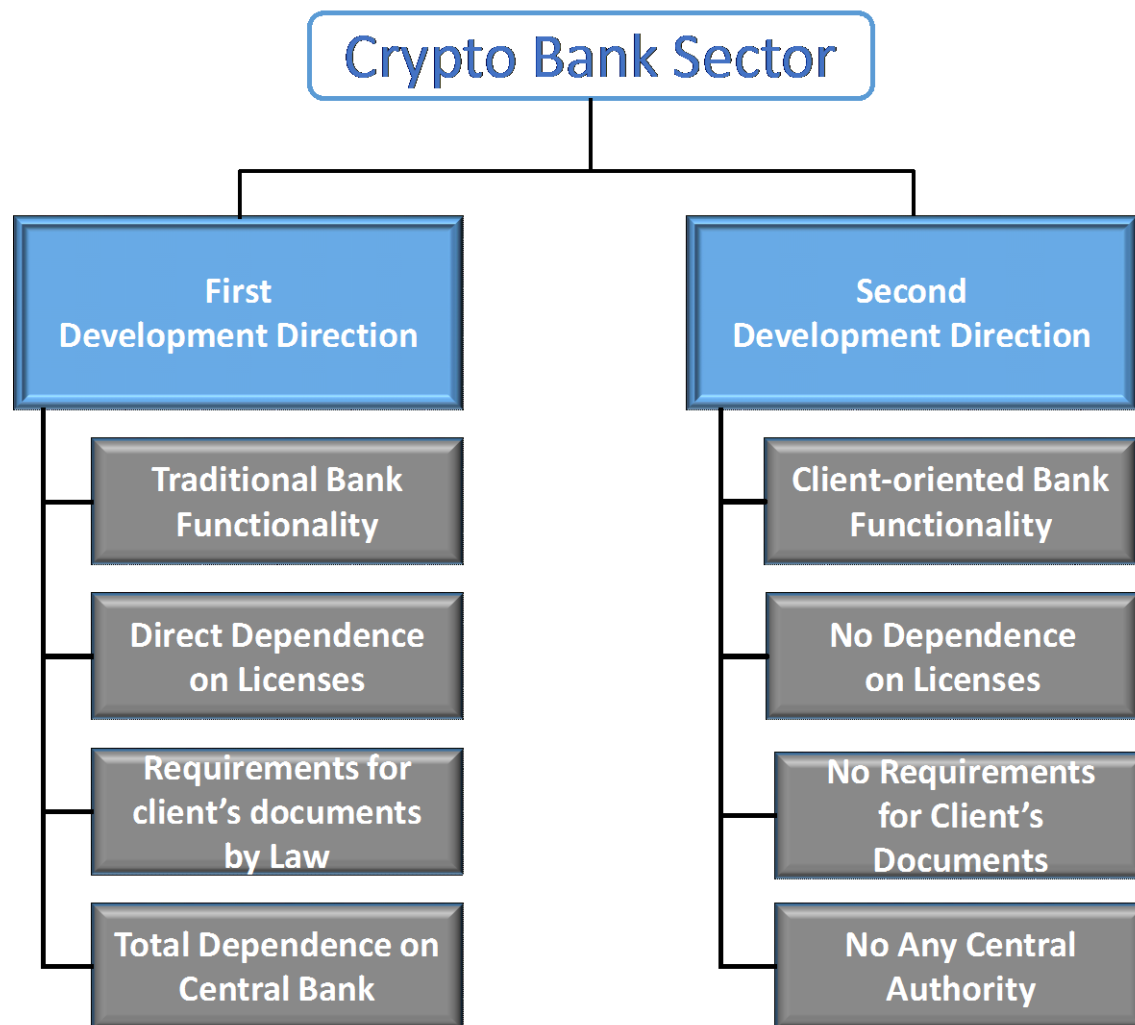 Crypto Bank Sector
First
Development Direction
Traditional Bank
Functionality
Direct Dependence
on Licenses
Requirements for
client’s documents
by Law
Total Dependence on
Central Bank
Second
Development Direction
Client-oriented Bank
Functionality
No Dependence
on Licenses
No Requirements
for Client’s
Documents
No Any Central
Authority